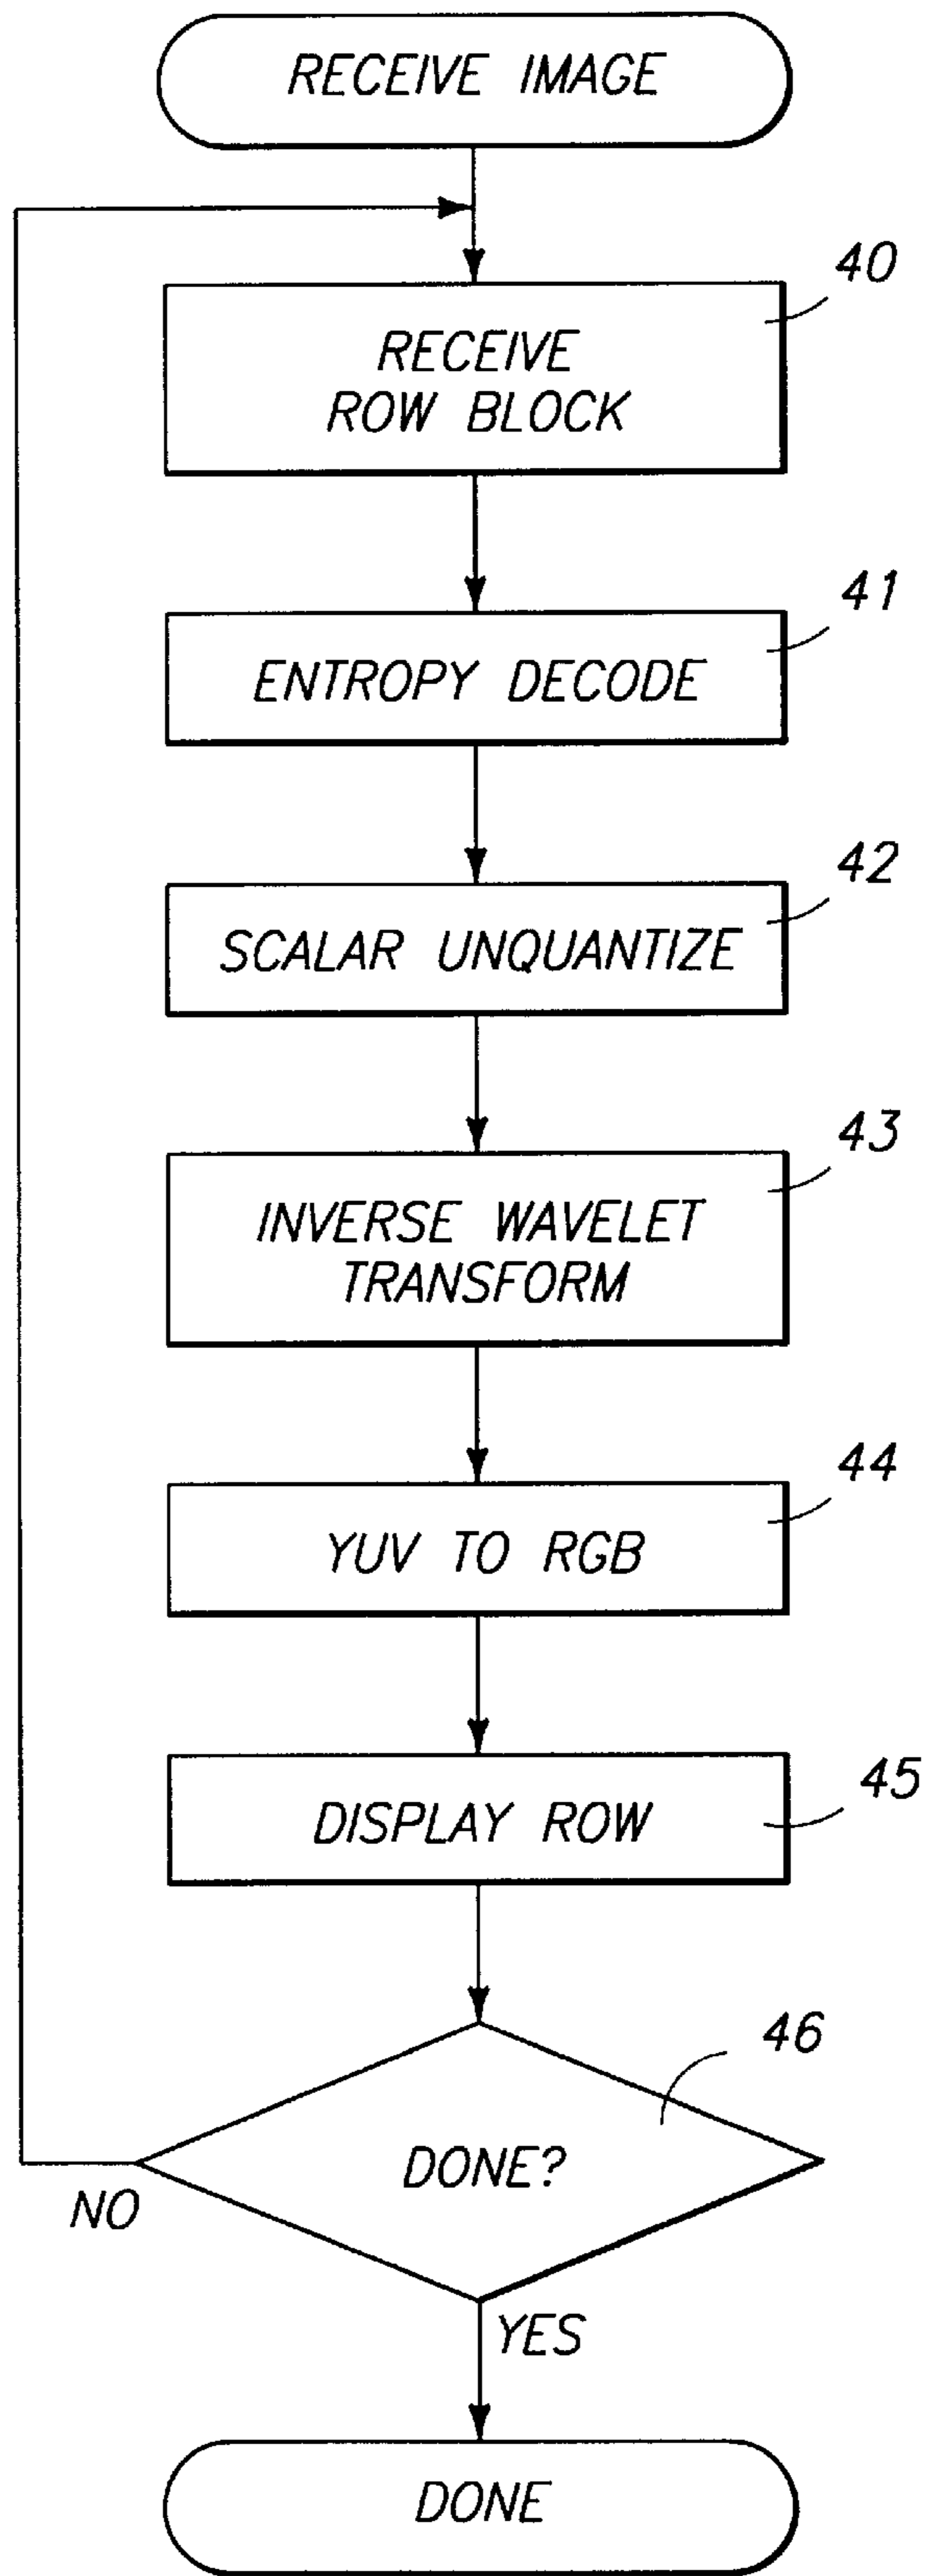 RECEIVE IMAGE
40
RECEIVE
ROW BLOCK
41
ENTROPY DECODE
42
SCALAR UNQUANTIZE
43
INVERSE WAVELET
TRANSFORM
44
YUV TO RGB
45
DISPLAY ROW
46
DONE?
NO
YES
DONE